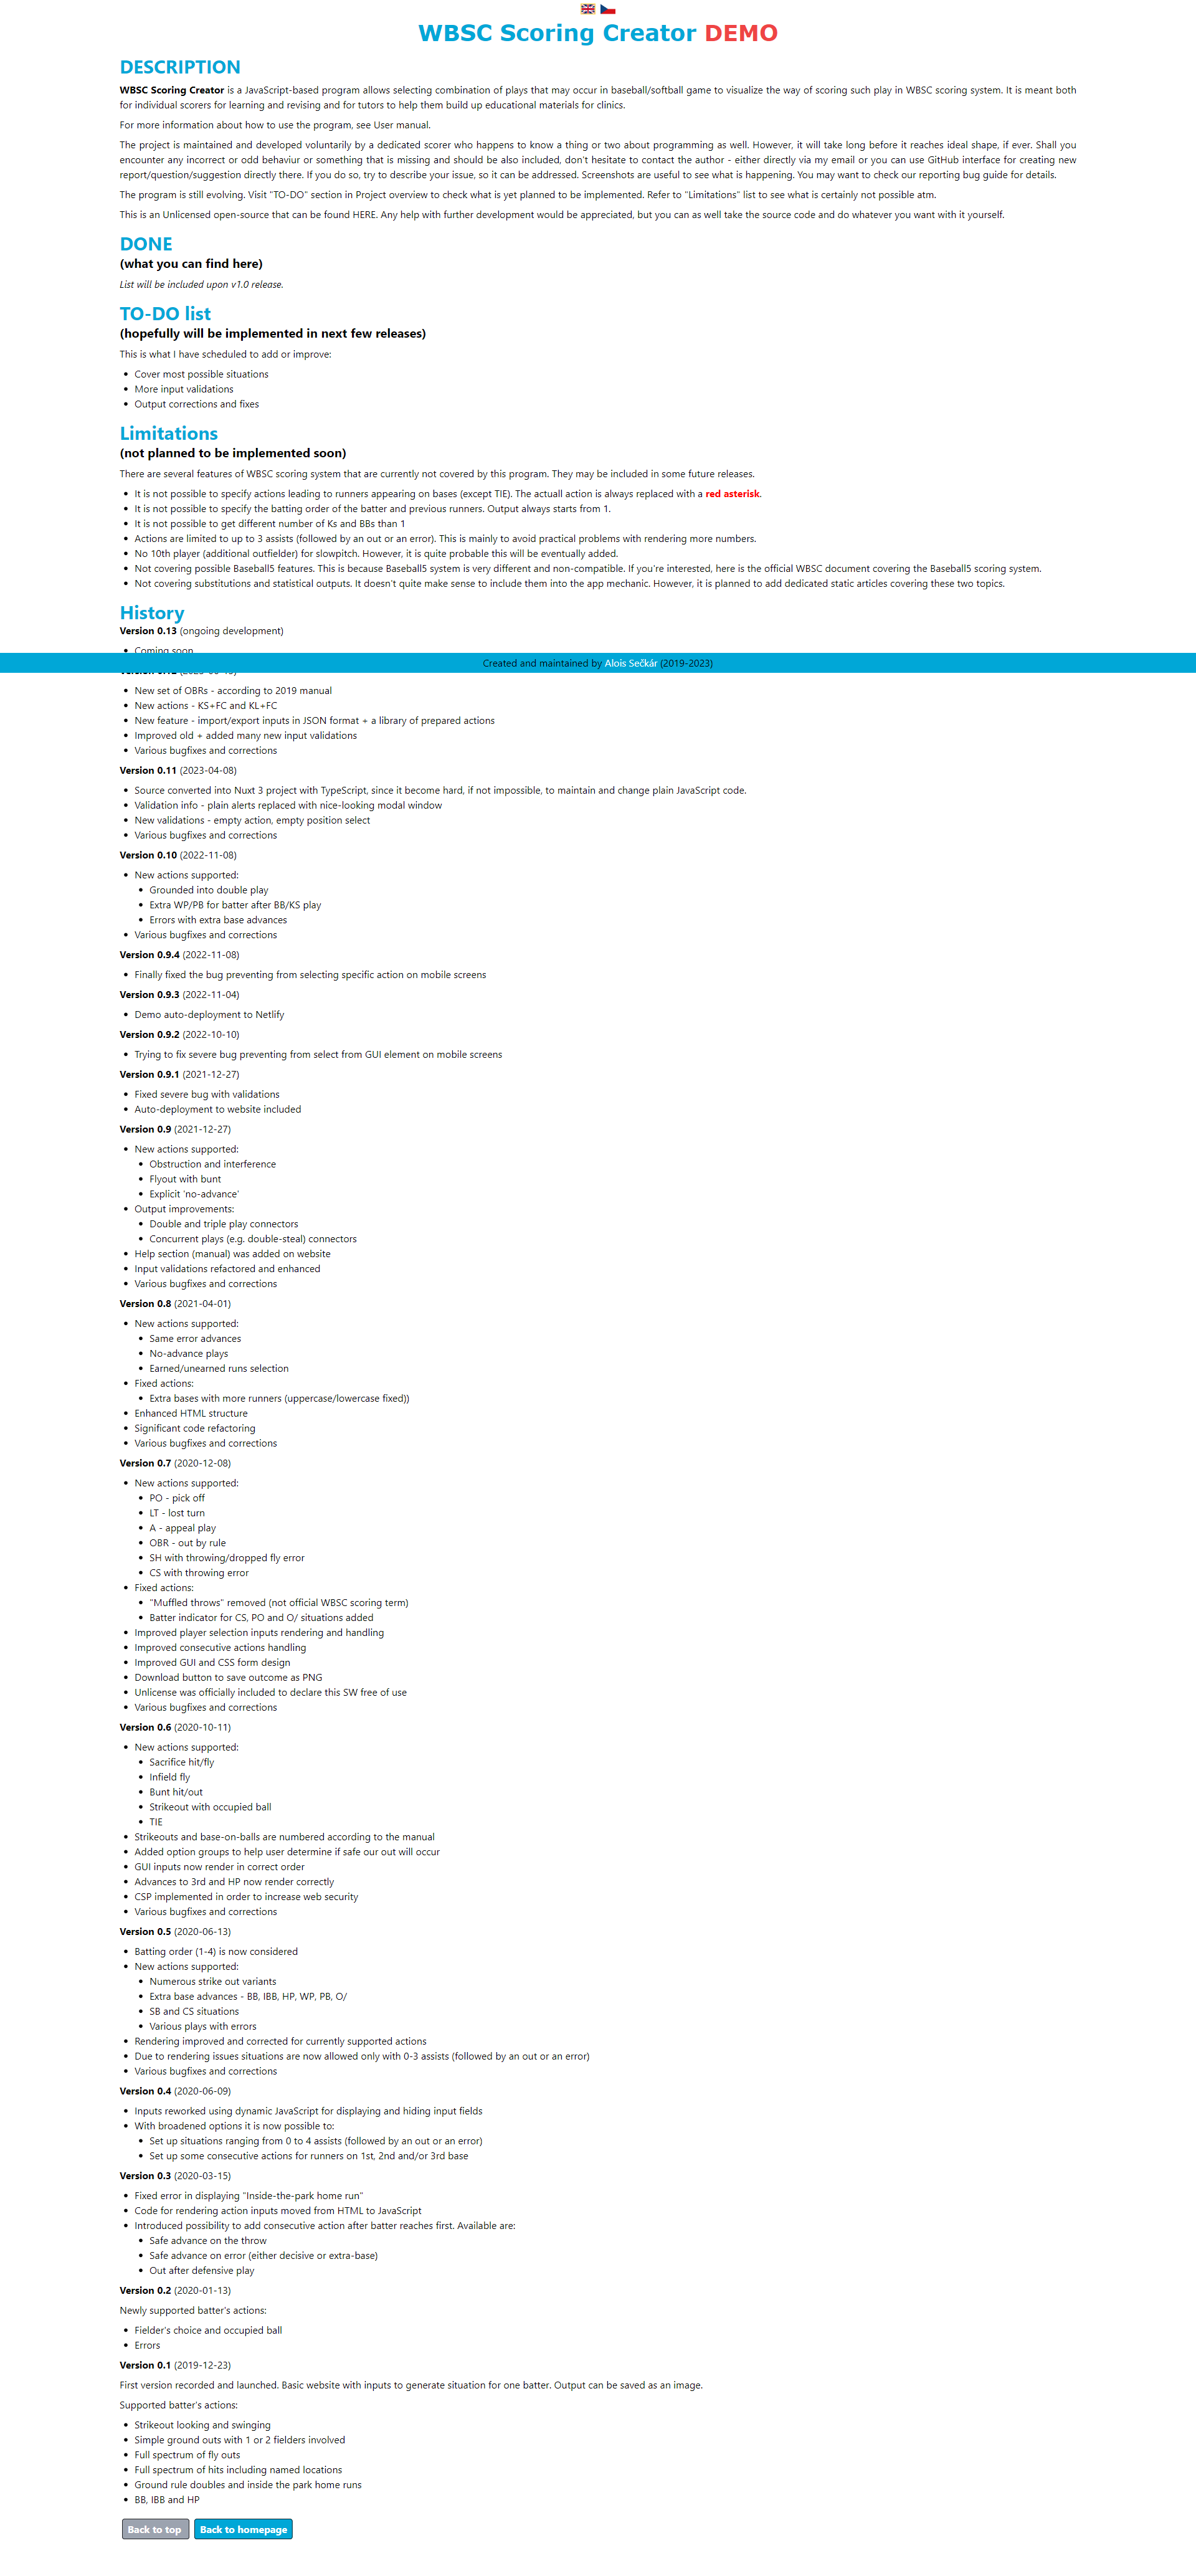 WBSC Scoring Creator DEMO
DESCRIPTION
WBSC Scoring Creator is a JavaScript-based program allows selecting combination of plays that may occur in baseball/softball game to visualize the way of scoring such play in WBSC scoring system. It is meant both
for individual scorers for learning and revising and for tutors to help them build up educational materials for clinics.
For more information about how to use the program, see User manual.
The project is maintained and developed voluntarily by a dedicated scorer who happens to know a thing or two about programming as well. However, it will take long before it reaches ideal shape, if ever. Shall you
encounter any incorrect or odd behaviur or something that is missing and should be also included, don't hesitate to contact the author - either directly via my email or you can use GitHub interface for creating new
report/question/suggestion directly there. If you do so, try to describe your issue, so it can be addressed. Screenshots are useful to see what is happening. You may want to check our reporting bug guide for details.
The program is still evolving. Visit "TO-DO" section in Project overview to check what is yet planned to be implemented. Refer to "Limitations" list to see what is certainly not possible atm.
This is an Unlicensed open-source that can be found HERE. Any help with further development would be appreciated, but you can as well take the source code and do whatever you want with it yourself.
DONE
(what you can find here)
List will be included upon v1.0 release.
TO-DO list
(hopefully will be implemented in next few releases)
This is what I have scheduled to add or improve:
• Cover most possible situations
• More input validations
• Output corrections and fixes
Limitations
(not planned to be implemented soon)
There are several features of WBSC scoring system that are currently not covered by this program. They may be included in some future releases.
• It is not possible to specify actions leading to runners appearing on bases (except TIE). The actuall action is always replaced with a red asterisk.
• It is not possible to specify the batting order of the batter and previous runners. Output always starts from 1.
• It is not possible to get different number of Ks and BBs than 1
• Actions are limited to up to 3 assists (followed by an out or an error). This is mainly to avoid practical problems with rendering more numbers.
• No 10th player (additional outfielder) for slowpitch. However, it is quite probable this will be eventually added.
• Not covering possible Baseball5 features. This is because Baseball5 system is very different and non-compatible. If you're interested, here is the official WBSC document covering the Baseball5 scoring system.
• Not covering substitutions and statistical outputs. It doesn't quite make sense to include them into the app mechanic. However, it is planned to add dedicated static articles covering these two topics.
History
Version 0.13 (ongoing development)
• Coming soon
Created and maintained by Alois Sečkár (2019-2023)
• New set of OBRs - according to 2019 manual
• New actions - KS+FC and KL+FC
• New feature - import/export inputs in JSON format + a library of prepared actions
• Improved old + added many new input validations
• Various bugfixes and corrections
Version 0.11 (2023-04-08)
• Source converted into Nuxt 3 project with TypeScript, since it become hard, if not impossible, to maintain and change plain JavaScript code.
• Validation info - plain alerts replaced with nice-looking modal window
• New validations - empty action, empty position select
• Various bugfixes and corrections
Version 0.10 (2022-11-08)
• New actions supported:
• Grounded into double play
• Extra WP/PB for batter after BB/KS play
• Errors with extra base advances
• Various bugfixes and corrections
Version 0.9.4 (2022-11-08)
• Finally fixed the bug preventing from selecting specific action on mobile screens
Version 0.9.3 (2022-11-04)
• Demo auto-deployment to Netlify
Version 0.9.2 (2022-10-10)
• Trying to fix severe bug preventing from select from GUI element on mobile screens
Version 0.9.1 (2021-12-27)
• Fixed severe bug with validations
• Auto-deployment to website included
Version 0.9 (2021-12-27)
• New actions supported:
• Obstruction and interference
• Flyout with bunt
• Explicit 'no-advance'
• Output improvements:
• Double and triple play connectors
• Concurrent plays (e.g. double-steal) connectors
• Help section (manual) was added on website
• Input validations refactored and enhanced
• Various bugfixes and corrections
Version 0.8 (2021-04-01)
• New actions supported:
• Same error advances
• No-advance plays
• Earned/unearned runs selection
• Fixed actions:
• Extra bases with more runners (uppercase/lowercase fixed))
• Enhanced HTML structure
• Significant code refactoring
• Various bugfixes and corrections
Version 0.7 (2020-12-08)
• New actions supported:
• PO - pick off
• LT - lost turn
• A - appeal play
• OBR - out by rule
• SH with throwing/dropped fly error
• CS with throwing error
• Fixed actions:
• "Muffled throws" removed (not official WBSC scoring term)
• Batter indicator for CS, PO and O/ situations added
• Improved player selection inputs rendering and handling
• Improved consecutive actions handling
• Improved GUI and CSS form design
• Download button to save outcome as PNG
• Unlicense was officially included to declare this SW free of use
• Various bugfixes and corrections
Version 0.6 (2020-10-11)
• New actions supported:
• Sacrifice hit/fly
• Infield fly
• Bunt hit/out
• Strikeout with occupied ball
• TIE
• Strikeouts and base-on-balls are numbered according to the manual
• Added option groups to help user determine if safe our out will occur
• GUI inputs now render in correct order
• Advances to 3rd and HP now render correctly
• CSP implemented in order to increase web security
• Various bugfixes and corrections
Version 0.5 (2020-06-13)
• Batting order (1-4) is now considered
• New actions supported:
• Numerous strike out variants
• Extra base advances - BB, IBB, HP, WP, PB, O/
• SB and CS situations
• Various plays with errors
• Rendering improved and corrected for currently supported actions
• Due to rendering issues situations are now allowed only with 0-3 assists (followed by an out or an error)
• Various bugfixes and corrections
Version 0.4 (2020-06-09)
• Inputs reworked using dynamic JavaScript for displaying and hiding input fields
• With broadened options it is now possible to:
• Set up situations ranging from 0 to 4 assists (followed by an out or an error)
• Set up some consecutive actions for runners on 1st, 2nd and/or 3rd base
Version 0.3 (2020-03-15)
• Fixed error in displaying "Inside-the-park home run"
• Code for rendering action inputs moved from HTML to JavaScript
• Introduced possibility to add consecutive action after batter reaches first. Available are:
• Safe advance on the throw
• Safe advance on error (either decisive or extra-base)
• Out after defensive play
Version 0.2 (2020-01-13)
Newly supported batter's actions:
• Fielder's choice and occupied ball
• Errors
Version 0.1 (2019-12-23)
First version recorded and launched. Basic website with inputs to generate situation for one batter. Output can be saved as an image.
Supported batter's actions:
• Strikeout looking and swinging
• Simple ground outs with 1 or 2 fielders involved
• Full spectrum of fly outs
• Full spectrum of hits including named locations
• Ground rule doubles and inside the park home runs
• BB, IBB and HP
Back to top
Back to homepage